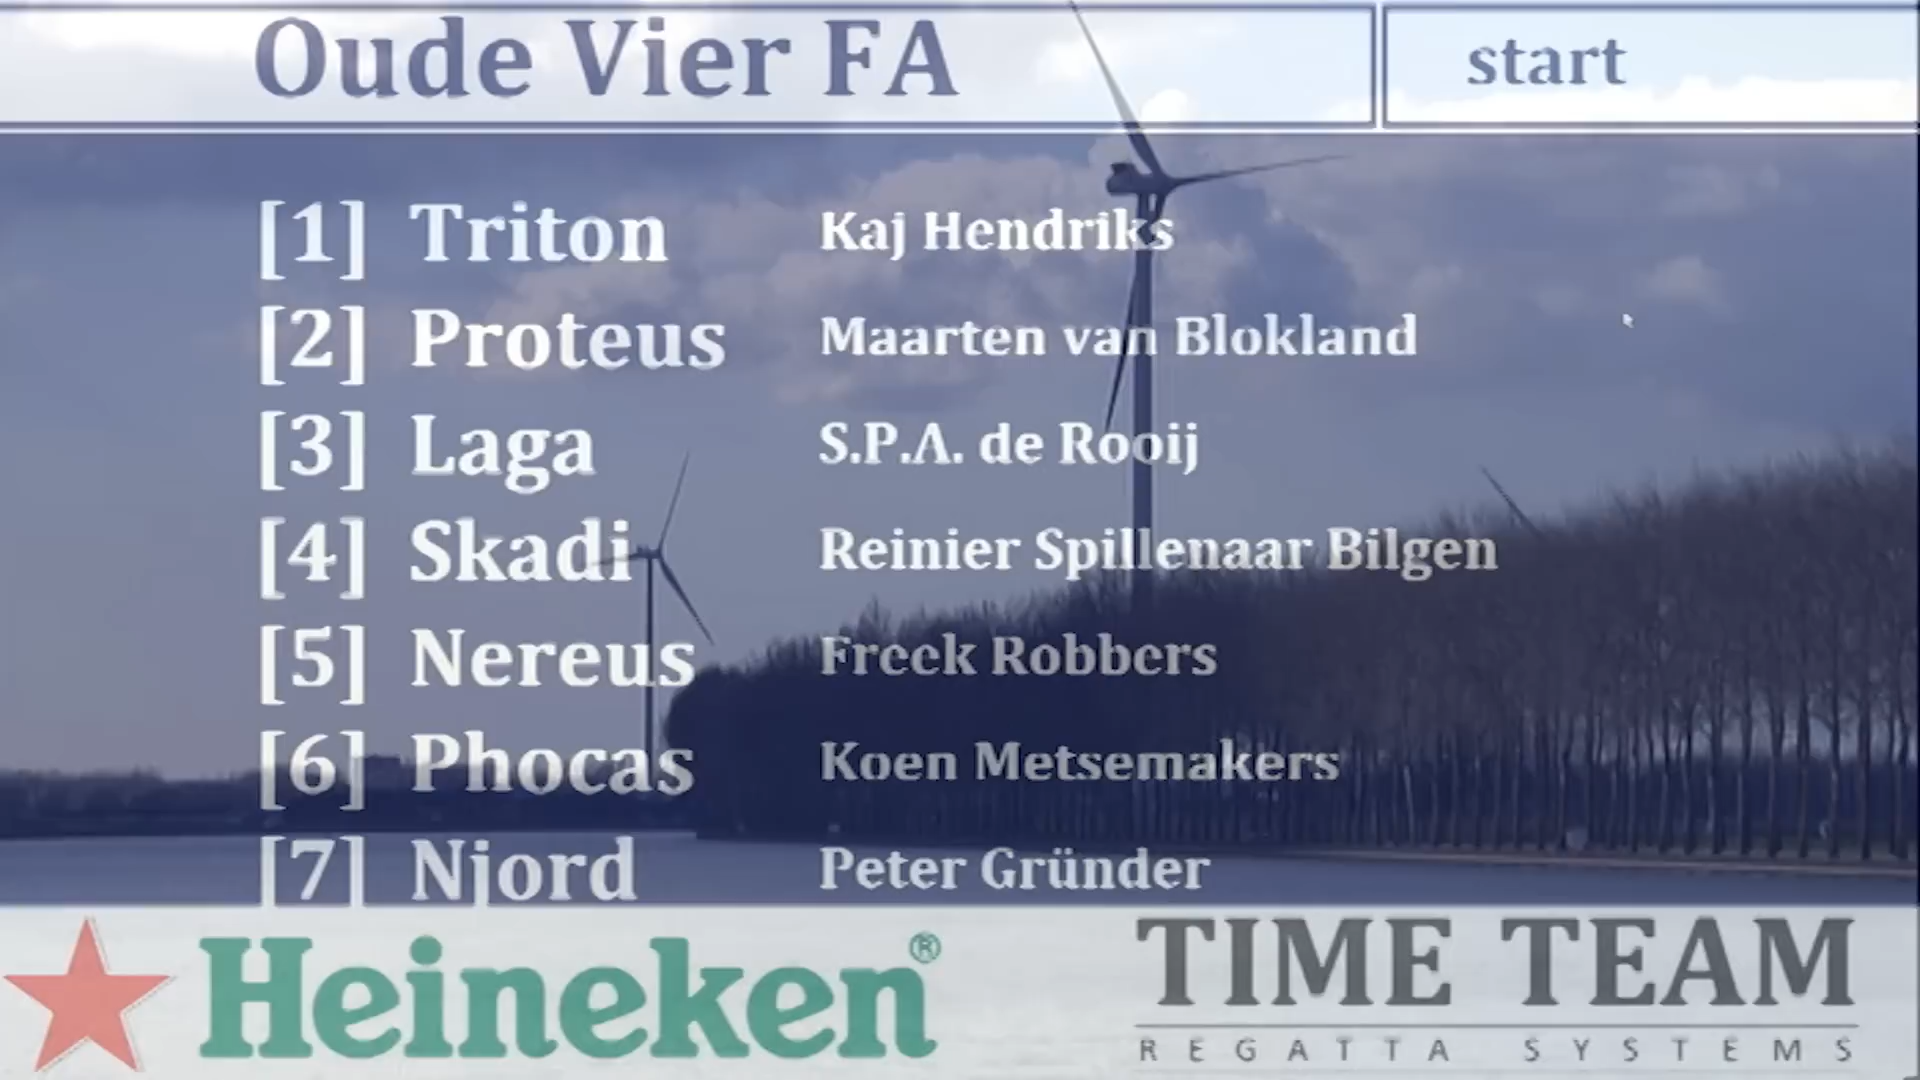 Oude Vier FA start
[1] Triton Kaj Hendriks
[2] Proteus Maarten van Blokland
[3] Laga S.P.A. de Rooij
[4] Skadi Reinier Spillenaar Bilgen
[5] Nereus Freek Robbers
[6] Phocas Koen Metsemakers
[7] Njord Peter Gründer
Heineken® TIME TEAM
REGATTA SYSTEMS